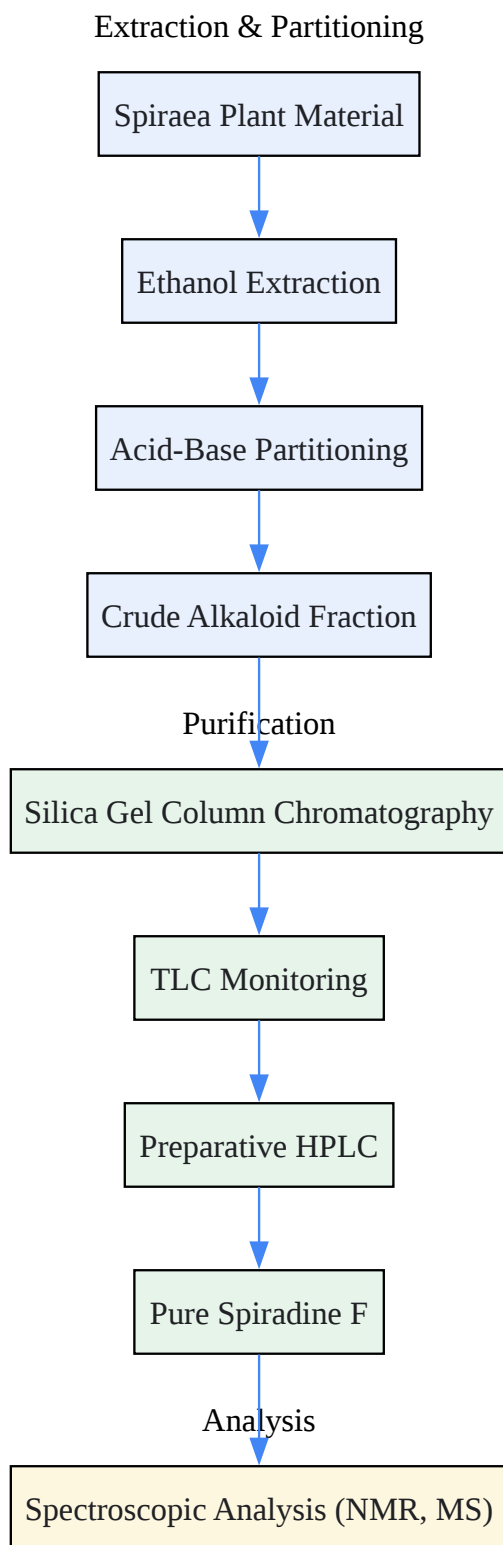 Extraction & Partitioning
Spiraea Plant Material
Ethanol Extraction
Acid-Base Partitioning
Crude Alkaloid Fraction
Purification
Silica Gel Column Chromatography
TLC Monitoring
Preparative HPLC
Pure Spiradine F
Analysis
Spectroscopic Analysis (NMR, MS)